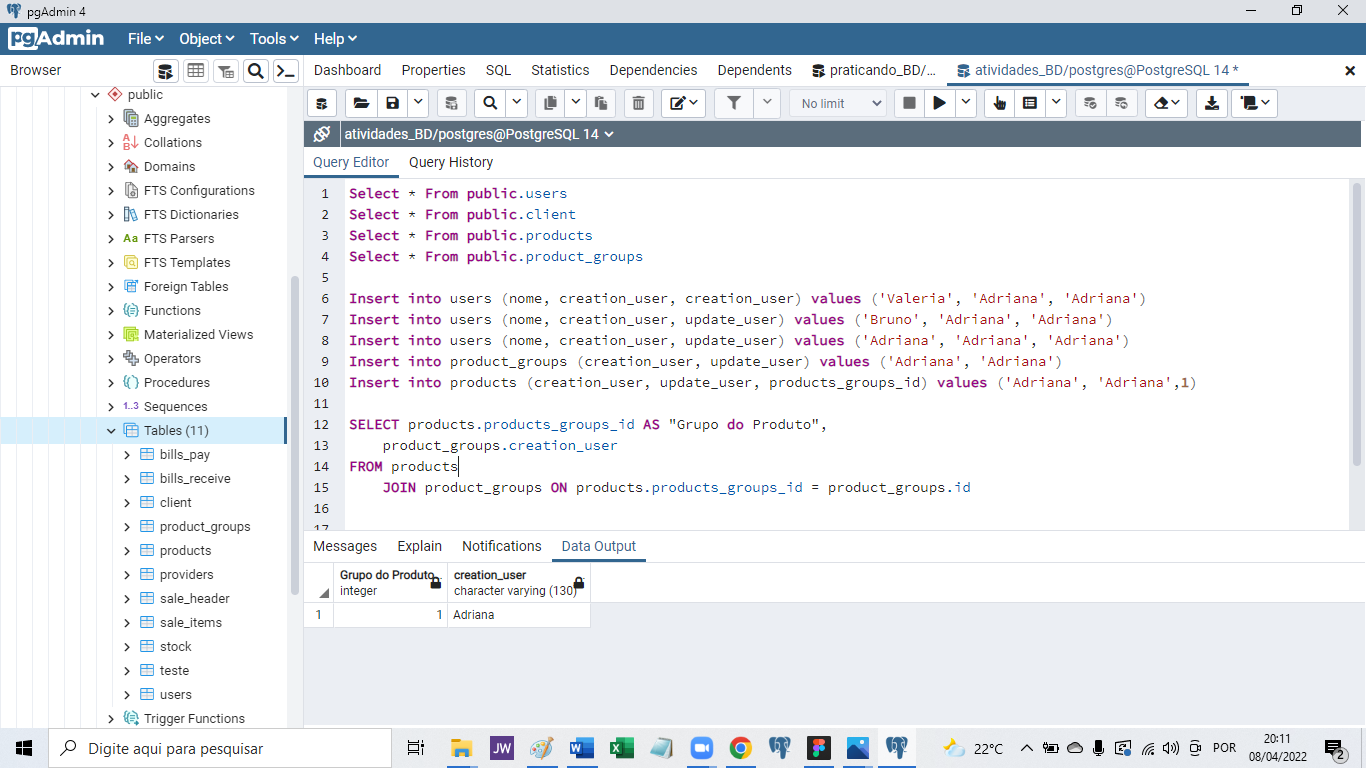 pgAdmin 4
pgAdmin File Object Tools Help
Browser
Dashboard Properties SQL Statistics Dependencies Dependents praticando_BD/... atividades_BD/postgres@PostgreSQL 14 *
No limit
atividades_BD/postgres@PostgreSQL 14
Query Editor Query History
public
Aggregates
Collations
Domains
FTS Configurations
FTS Dictionaries
Aa FTS Parsers
FTS Templates
Foreign Tables
Functions
Materialized Views
Operators
Procedures
1..3 Sequences
Tables (11)
bills_pay
bills_receive
client
product_groups
products
providers
sale_header
sale_items
stock
teste
users
Trigger Functions
1 Select * From public.users
2 Select * From public.client
3 Select * From public.products
4 Select * From public.product_groups
5
6 Insert into users (nome, creation_user, creation_user) values ('Valeria', 'Adriana', 'Adriana')
7 Insert into users (nome, creation_user, update_user) values ('Bruno', 'Adriana', 'Adriana')
8 Insert into users (nome, creation_user, update_user) values ('Adriana', 'Adriana', 'Adriana')
9 Insert into product_groups (creation_user, update_user) values ('Adriana', 'Adriana')
10 Insert into products (creation_user, update_user, products_groups_id) values ('Adriana', 'Adriana',1)
11
12 SELECT products.products_groups_id AS "Grupo do Produto",
13 product_groups.creation_user
14 FROM products
15 JOIN product_groups ON products.products_groups_id = product_groups.id
16
17
Messages Explain Notifications Data Output
Grupo do Produto creation_user
integer character varying (130)
1 1 Adriana
Digite aqui para pesquisar
JW
22°C
POR
20:11
08/04/2022
2